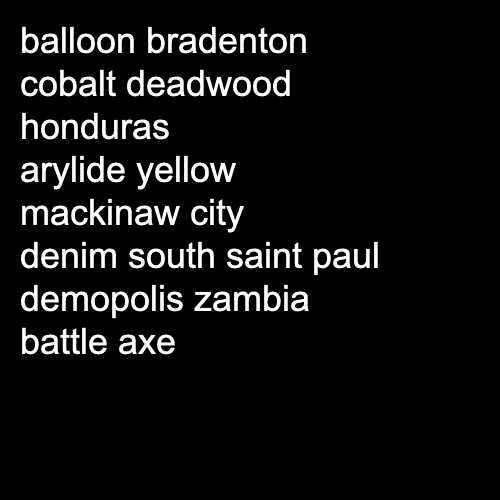 balloon bradenton
cobalt deadwood
honduras
arylide yellow
mackinaw city
denim south saint paul
demopolis zambia
battle axe